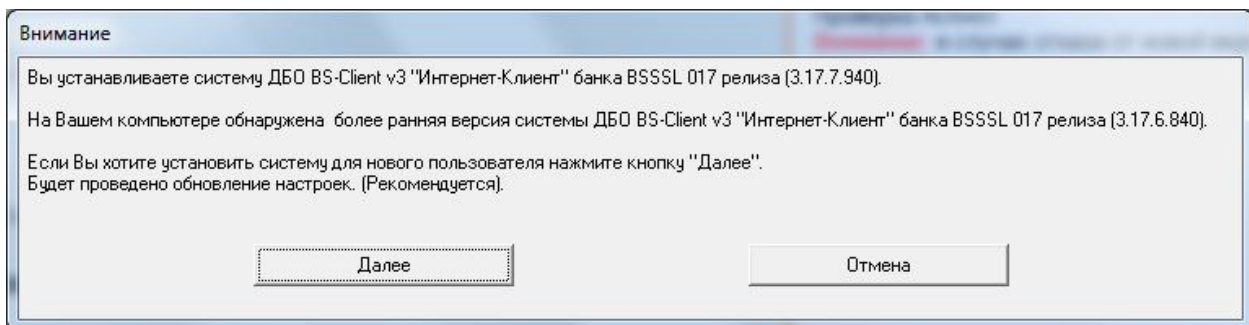 Внимание
Вы устанавливаете систему ДБО BS-Client v3 "Интернет-Клиент" банка BSSSL 017 релиза (3.17.7.940).
На Вашем компьютере обнаружена  более ранняя версия системы ДБО BS-Client v3 "Интернет-Клиент" банка BSSSL 017 релиза (3.17.6.840).
Если Вы хотите установить систему для нового пользователя нажмите кнопку "Далее".
Будет проведено обновление настроек. (Рекомендуется).
Далее
Отмена